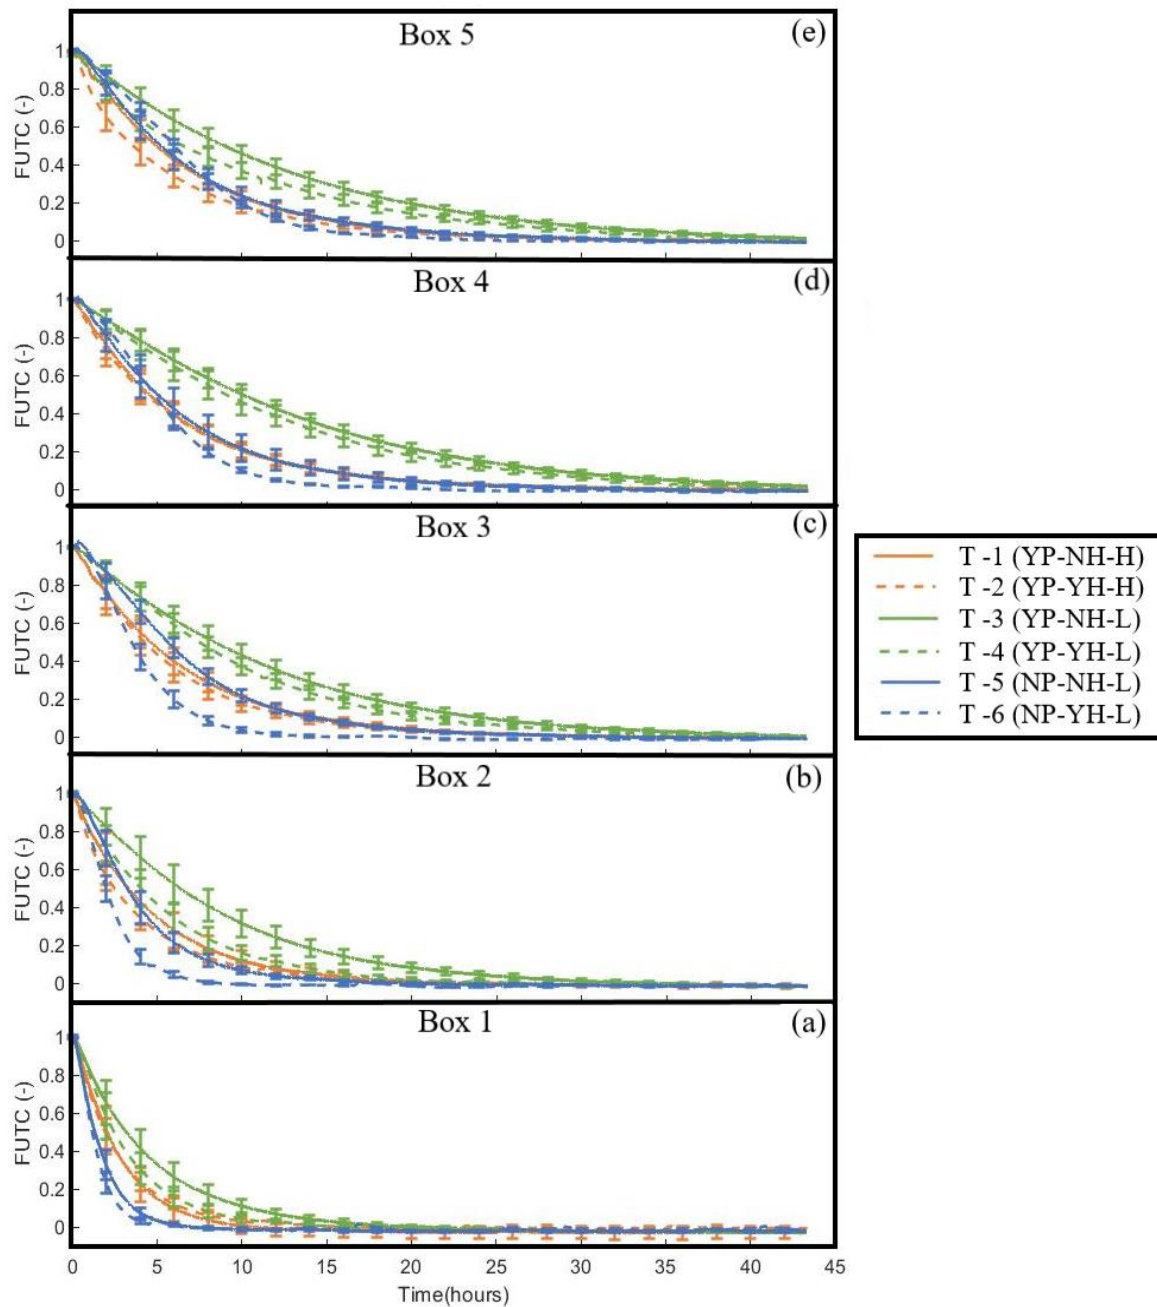 Box 5
(e)
1
0.8
0.6
0.4
0.2
0
FUTC (-)
Box 4
(d)
1
0.8
0.6
0.4
0.2
0
FUTC (-)
Box 3
(c)
1
0.8
0.6
0.4
0.2
0
FUTC (-)
Box 2
(b)
1
0.8
0.6
0.4
0.2
0
FUTC (-)
Box 1
(a)
1
0.8
0.6
0.4
0.2
0
FUTC (-)
0 5 10 15 20 25 30 35 40 45
Time(hours)
T -1 (YP-NH-H)
T -2 (YP-YH-H)
T -3 (YP-NH-L)
T -4 (YP-YH-L)
T -5 (NP-NH-L)
T -6 (NP-YH-L)